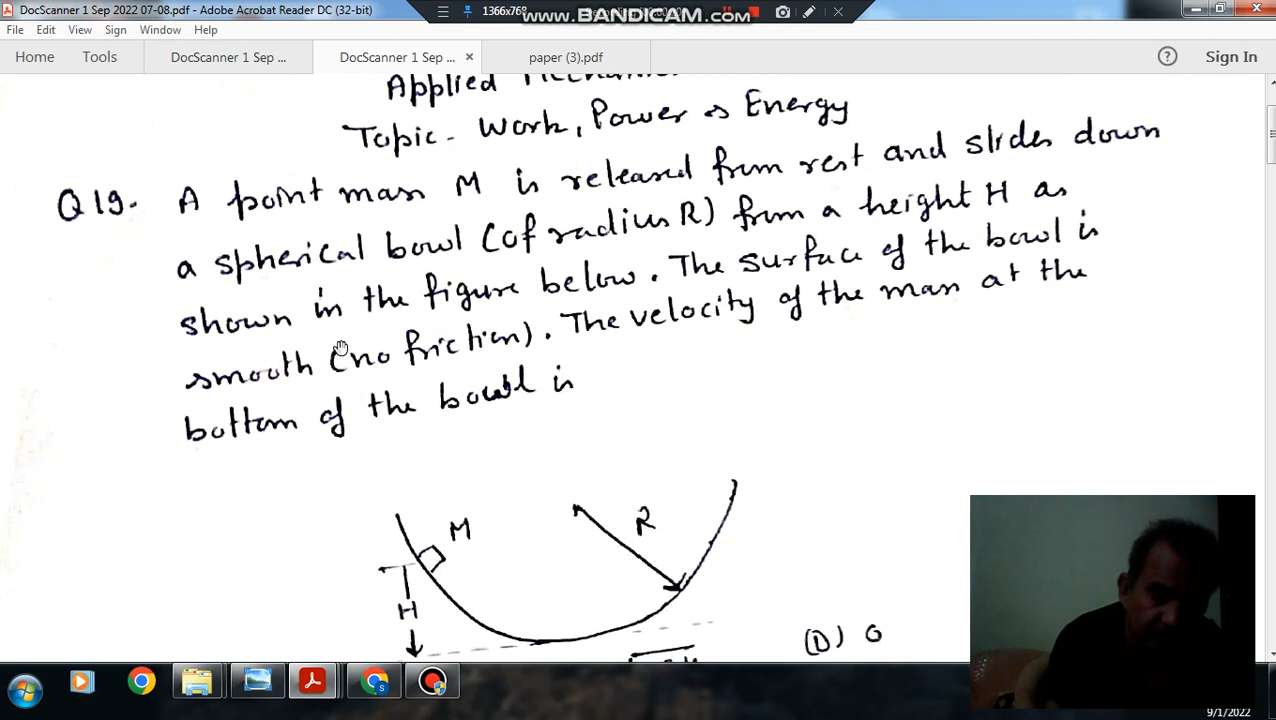 DocScanner 1 Sep 2022 07-08.pdf - Adobe Acrobat Reader DC (32-bit)
1366x768
www.BANDICAM.com
File Edit View Sign Window Help
Home Tools DocScanner 1 Sep ... DocScanner 1 Sep ... × paper (3).pdf Sign In
Applied
Topic - Work, Power & Energy
Q19. A point mass M is released from rest and slides down
a spherical bowl (of radius R) from a height H as
shown in the figure below. The surface of the bowl is
smooth (no friction). The velocity of the mass at the
bottom of the bowl is
M
R
H
(D) 0
9/1/2022